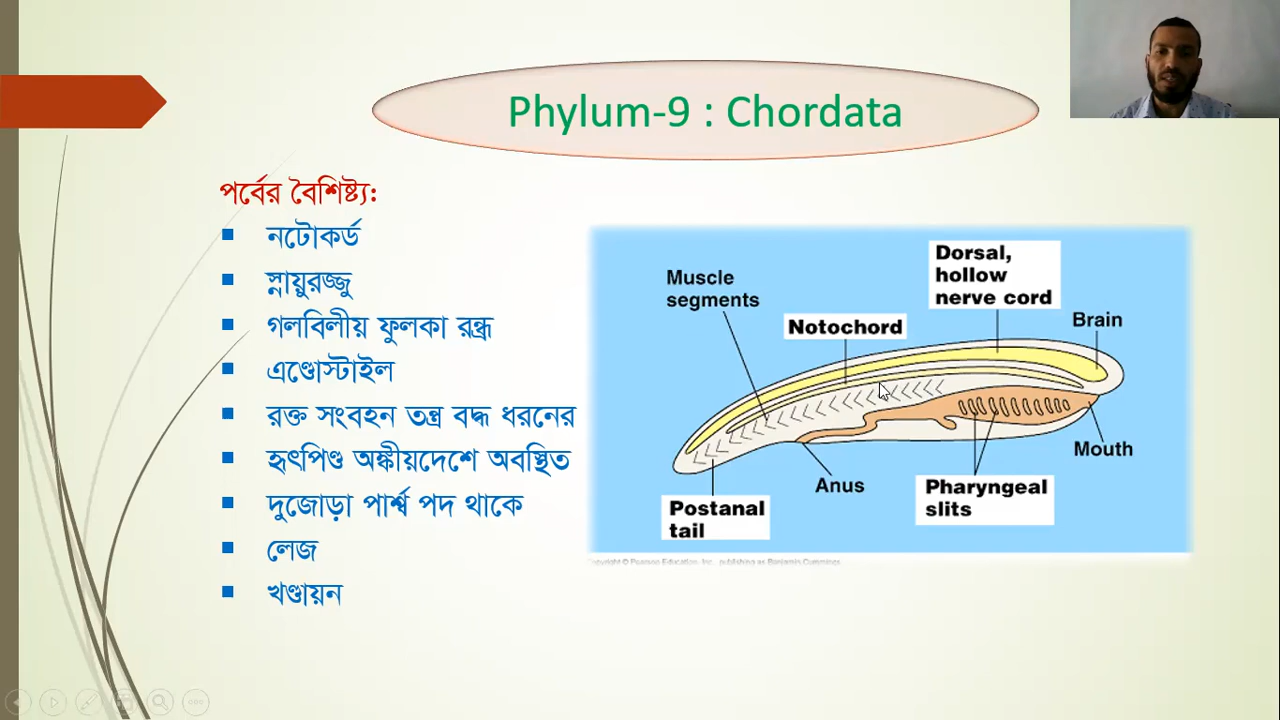 Phylum-9 : Chordata
পর্বের বৈশিষ্ট্য:
নটোকর্ড
স্নায়ুরজ্জু
গলবিলীয় ফুলকা রন্ধ্র
এণ্ডোস্টাইল
রক্ত সংবহন তন্ত্র বদ্ধ ধরনের
হৃৎপিণ্ড অঙ্কীয়দেশে অবস্থিত
দুজোড়া পার্শ্ব পদ থাকে
লেজ
খণ্ডায়ন
Muscle
segments
Notochord
Dorsal,
hollow
nerve cord
Brain
Mouth
Pharyngeal
slits
Anus
Postanal
tail
Copyright © Pearson Education, Inc., publishing as Benjamin Cummings.